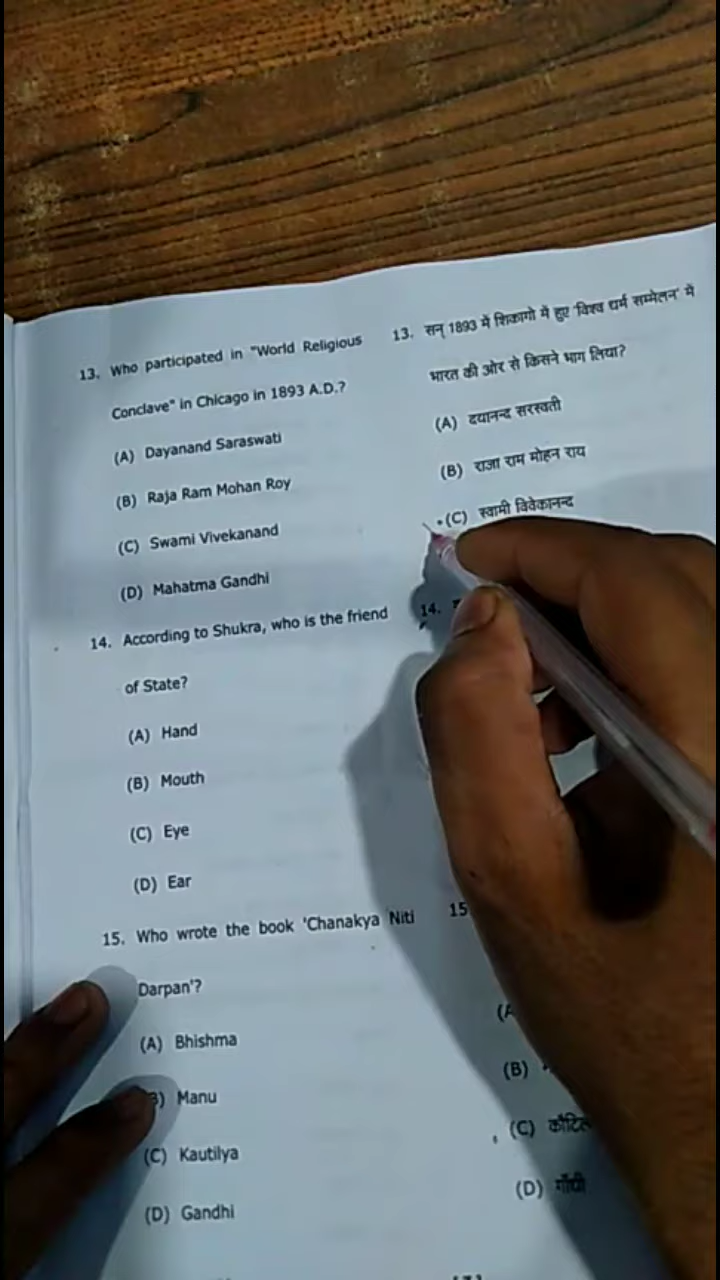 13. Who participated in "World Religious
Conclave" in Chicago in 1893 A.D.?
(A) Dayanand Saraswati
(B) Raja Ram Mohan Roy
(C) Swami Vivekanand
(D) Mahatma Gandhi
14. According to Shukra, who is the friend
of State?
(A) Hand
(B) Mouth
(C) Eye
(D) Ear
15. Who wrote the book 'Chanakya Niti
Darpan'?
(A) Bhishma
Manu
(C) Kautilya
(D) Gandhi
13. सन् 1893 में शिकागो में हुए 'विश्व धर्म सम्मेलन' में
भारत की ओर से किसने भाग लिया?
(A) दयानन्द सरस्वती
(B) राजा राम मोहन राय
(C) स्वामी विवेकानन्द
14.
15
(A
(B)
(C)
(D) गाँधी